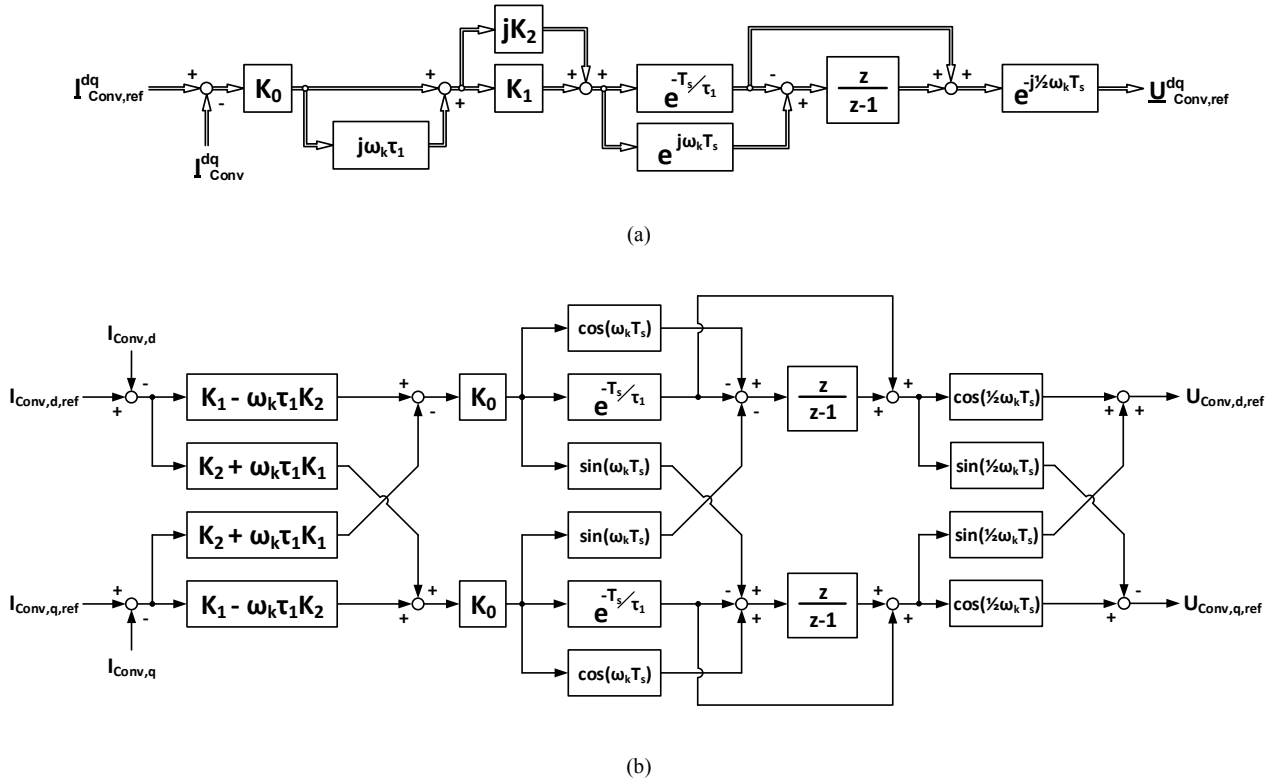 jK₂
I^dq_Conv,ref + - K₀ + + K₁ + + e^-Tₛ/τ₁ - + z/z-1 + + e^-j½ωₖTₛ U^dq_Conv,ref
jωₖτ₁ e^jωₖTₛ
I^dq_Conv
(a)
I_Conv,d cos(ωₖTₛ)
I_Conv,d,ref + - K₁ - ωₖτ₁K₂ + - K₀ e^-Tₛ/τ₁ - + - z/z-1 + + cos(½ωₖTₛ) + + U_Conv,d,ref
K₂ + ωₖτ₁K₁ sin(ωₖTₛ) sin(½ωₖTₛ)
K₂ + ωₖτ₁K₁ sin(ωₖTₛ) sin(½ωₖTₛ)
I_Conv,q,ref + - K₁ - ωₖτ₁K₂ + + K₀ e^-Tₛ/τ₁ - + + z/z-1 + + cos(½ωₖTₛ) - + U_Conv,q,ref
I_Conv,q cos(ωₖTₛ)
(b)